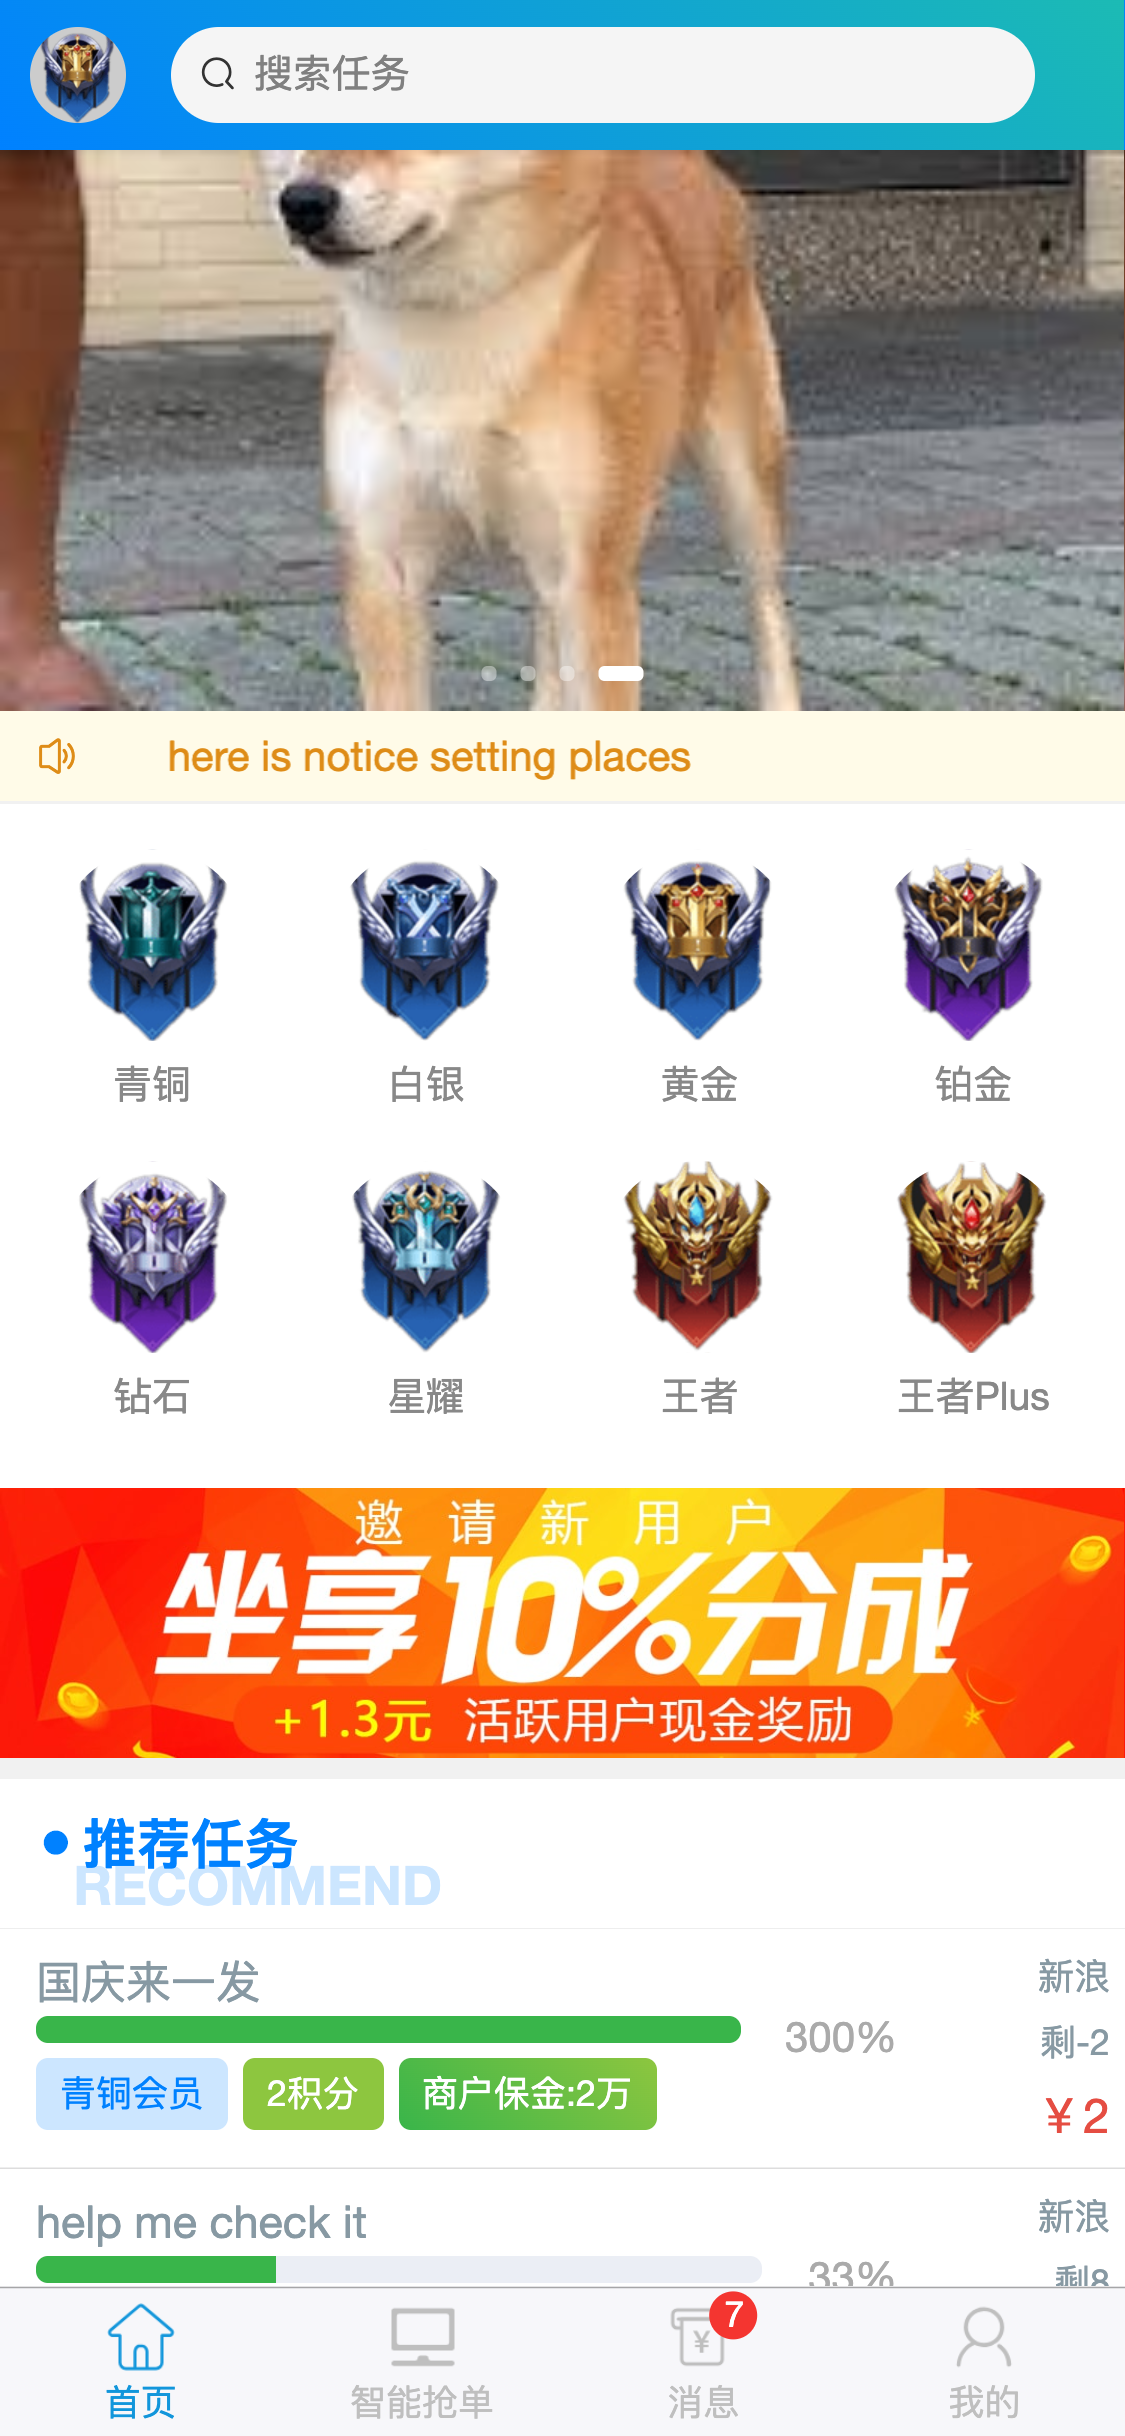 搜索任务
here is notice setting places
青铜
白银
黄金
铂金
钻石
星耀
王者
王者Plus
邀请新用户
坐享10%分成
+1.3元 活跃用户现金奖励
推荐任务
RECOMMEND
国庆来一发
新浪
300%
剩-2
青铜会员
2积分
商户保金:2万
￥2
help me check it
新浪
33%
剩8
首页
智能抢单
消息
7
我的